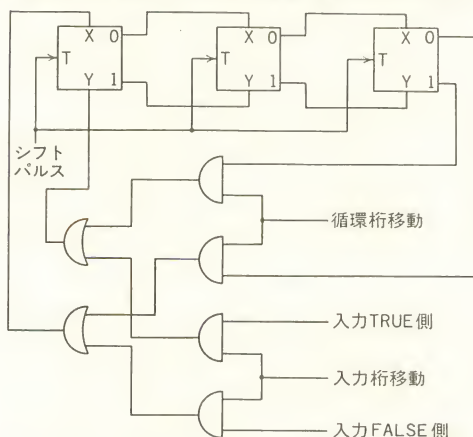 X 0
T
Y 1
X 0
T
Y 1
X 0
T
Y 1
シフト
パルス
循環桁移動
入力TRUE側
入力桁移動
入力FALSE側